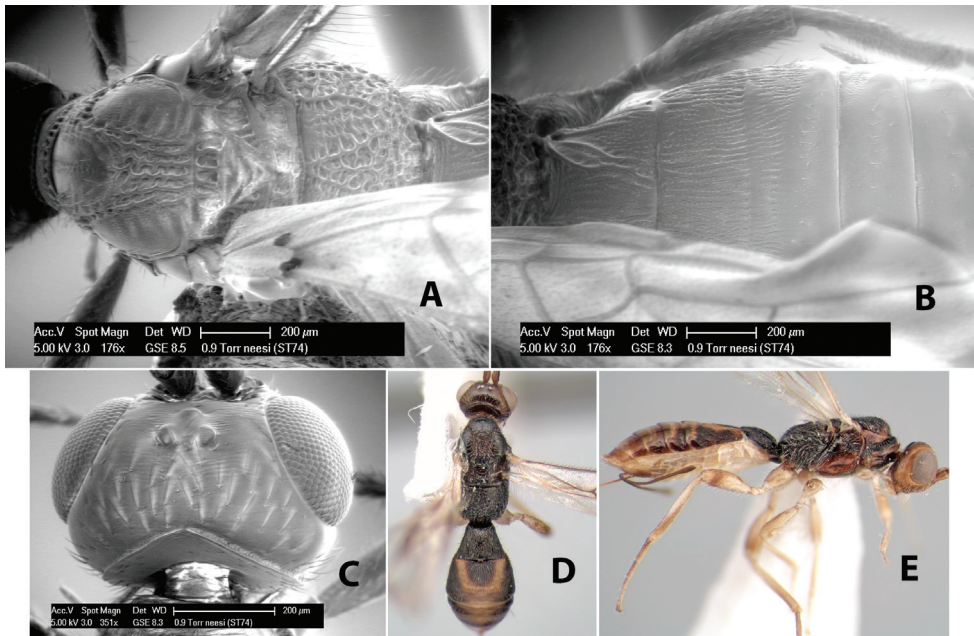 A
Acc.V Spot Magn Det WD 200 µm
5.00 kV 3.0 176x GSE 8.5 0.9 Torr neesi (ST74)
B
Acc.V Spot Magn Det WD 200 µm
5.00 kV 3.0 176x GSE 8.3 0.9 Torr neesi (ST74)
C
Acc.V Spot Magn Det WD 200 µm
5.00 kV 3.0 351x GSE 8.3 0.9 Torr neesi (ST74)
D
E